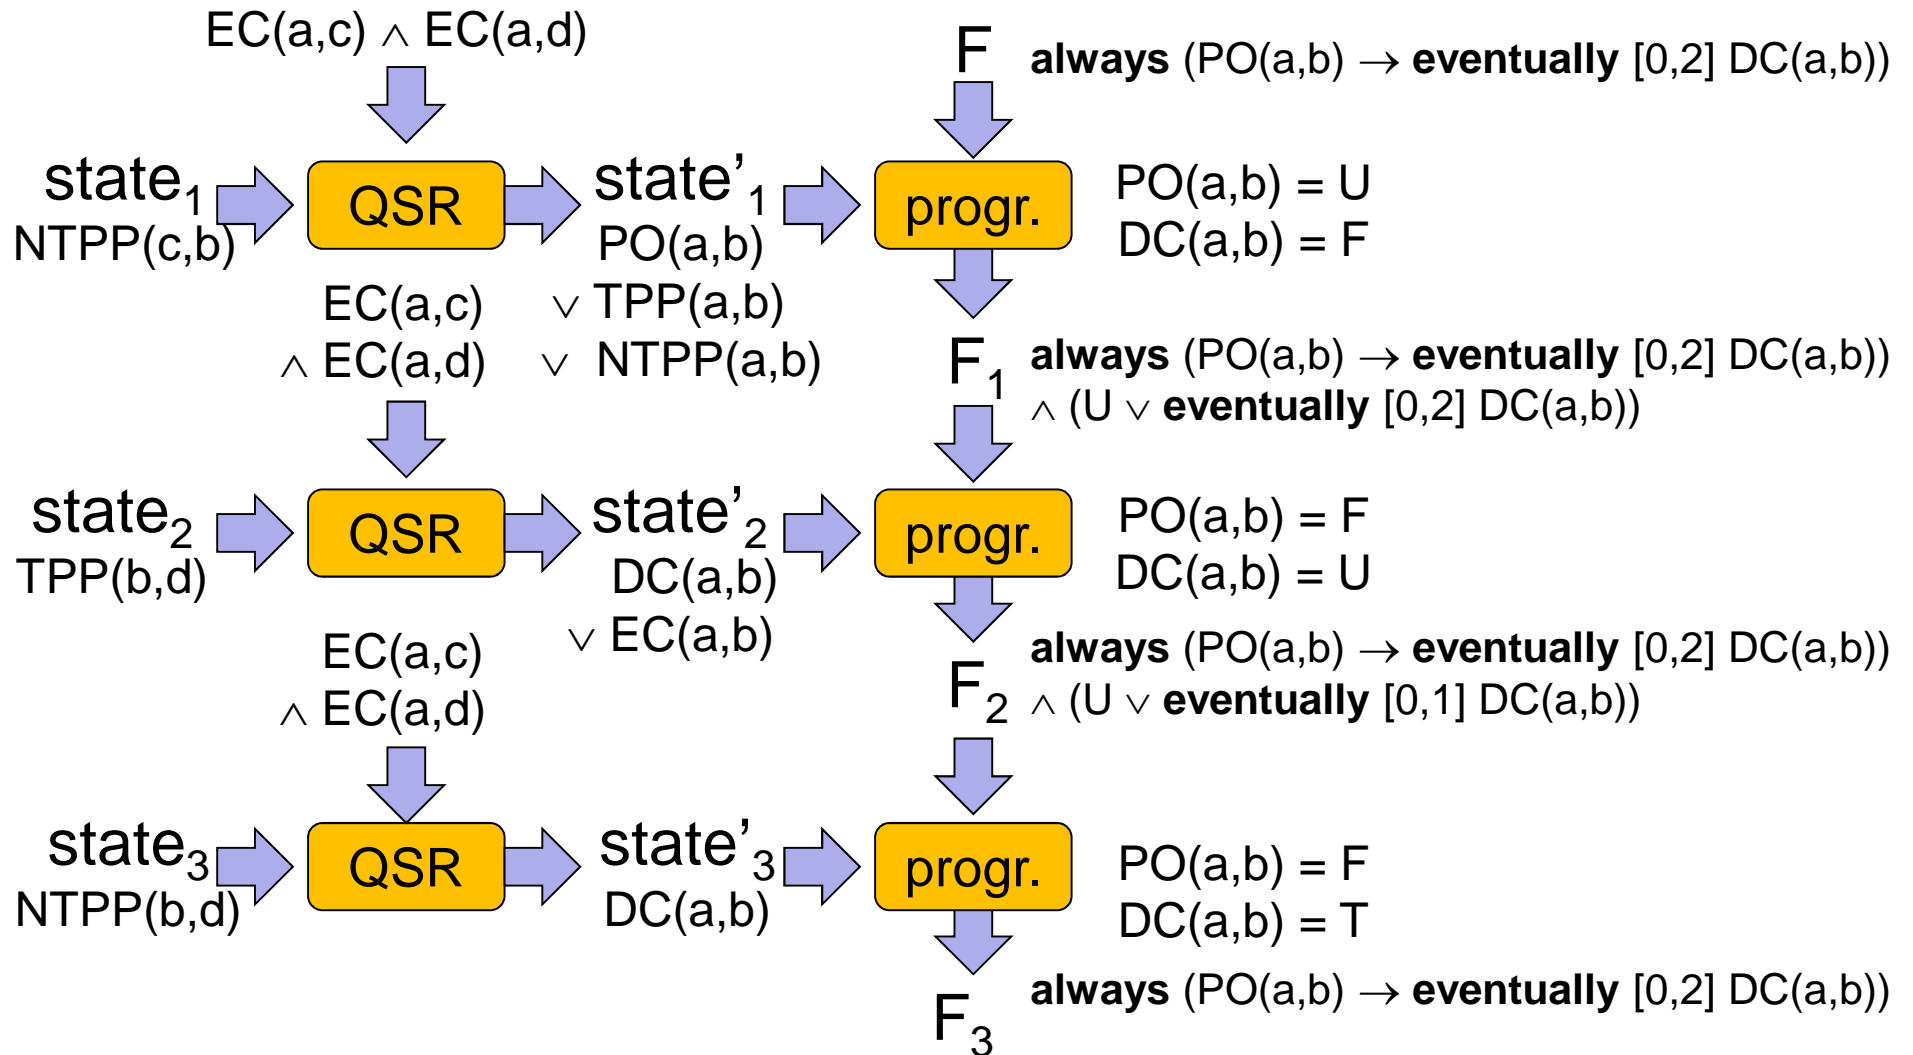 EC(a,c) ∧ EC(a,d)
F always (PO(a,b) → eventually [0,2] DC(a,b))
state₁ QSR state’₁ progr. PO(a,b) = U
NTPP(c,b) PO(a,b) DC(a,b) = F
EC(a,c) ∨ TPP(a,b)
∧ EC(a,d) ∨ NTPP(a,b) F₁ always (PO(a,b) → eventually [0,2] DC(a,b))
∧ (U ∨ eventually [0,2] DC(a,b))
state₂ QSR state’₂ progr. PO(a,b) = F
TPP(b,d) DC(a,b) DC(a,b) = U
EC(a,c) ∨ EC(a,b) always (PO(a,b) → eventually [0,2] DC(a,b))
∧ EC(a,d) F₂ ∧ (U ∨ eventually [0,1] DC(a,b))
state₃ QSR state’₃ progr. PO(a,b) = F
NTPP(b,d) DC(a,b) DC(a,b) = T
F₃ always (PO(a,b) → eventually [0,2] DC(a,b))